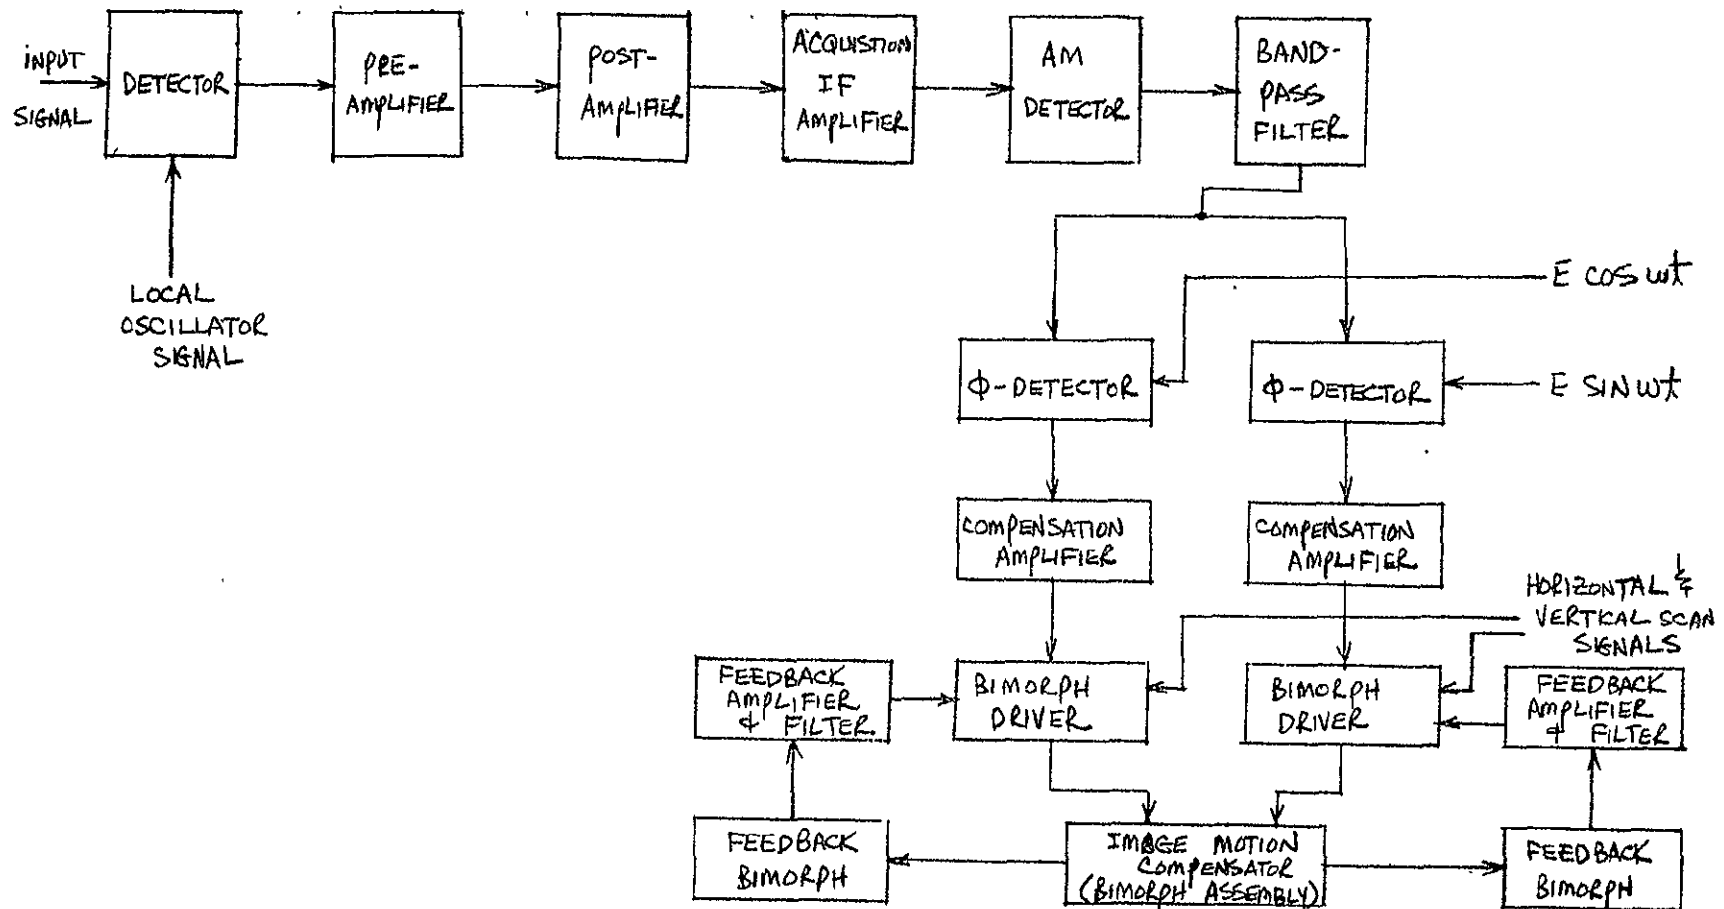 INPUT
SIGNAL
DETECTOR
PRE-
AMPLIFIER
POST-
AMPLIFIER
ACQUISTION
IF
AMPLIFIER
AM
DETECTOR
BAND-
PASS
FILTER
LOCAL
OSCILLATOR
SIGNAL
E COS ωt
Φ-DETECTOR
Φ-DETECTOR
E SIN ωt
COMPENSATION
AMPLIFIER
COMPENSATION
AMPLIFIER
HORIZONTAL &
VERTICAL SCAN
SIGNALS
FEEDBACK
AMPLIFIER
& FILTER.
BIMORPH
DRIVER
BIMORPH
DRIVER
FEEDBACK
AMPLIFIER
& FILTER
FEEDBACK
BIMORPH
IMAGE MOTION
COMPENSATOR
(BIMORPH ASSEMBLY)
FEEDBACK
BIMORPH